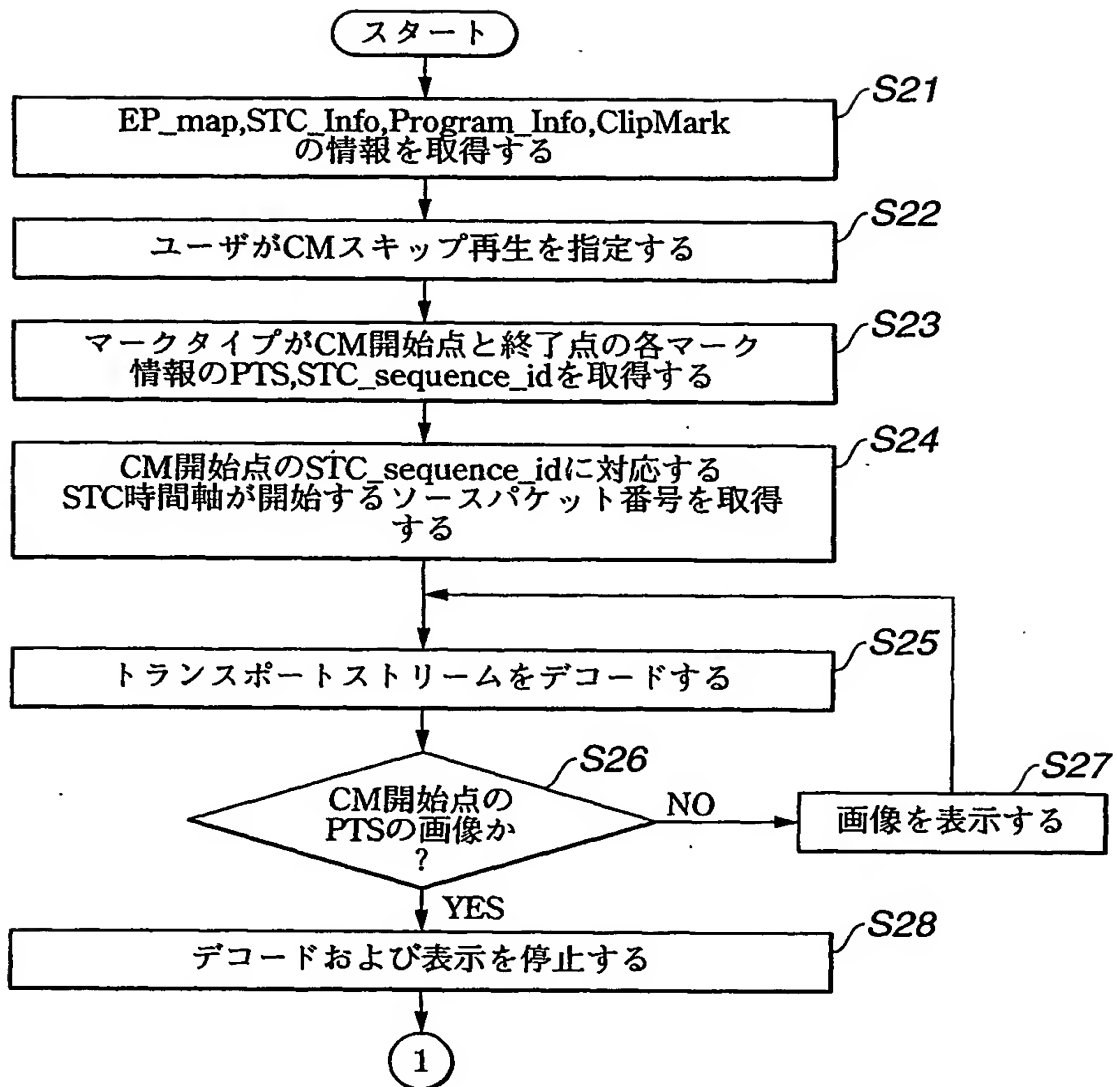 スタート
S21
EP_map,STC_Info,Program_Info,ClipMark
の情報を取得する
S22
ユーザがCMスキップ再生を指定する
S23
マークタイプがCM開始点と終了点の各マーク
情報のPTS,STC_sequence_idを取得する
S24
CM開始点のSTC_sequence_idに対応する
STC時間軸が開始するソースパケット番号を取得
する
S25
トランスポートストリームをデコードする
S26
CM開始点の
PTSの画像か
?
NO
S27
画像を表示する
YES
S28
デコードおよび表示を停止する
1